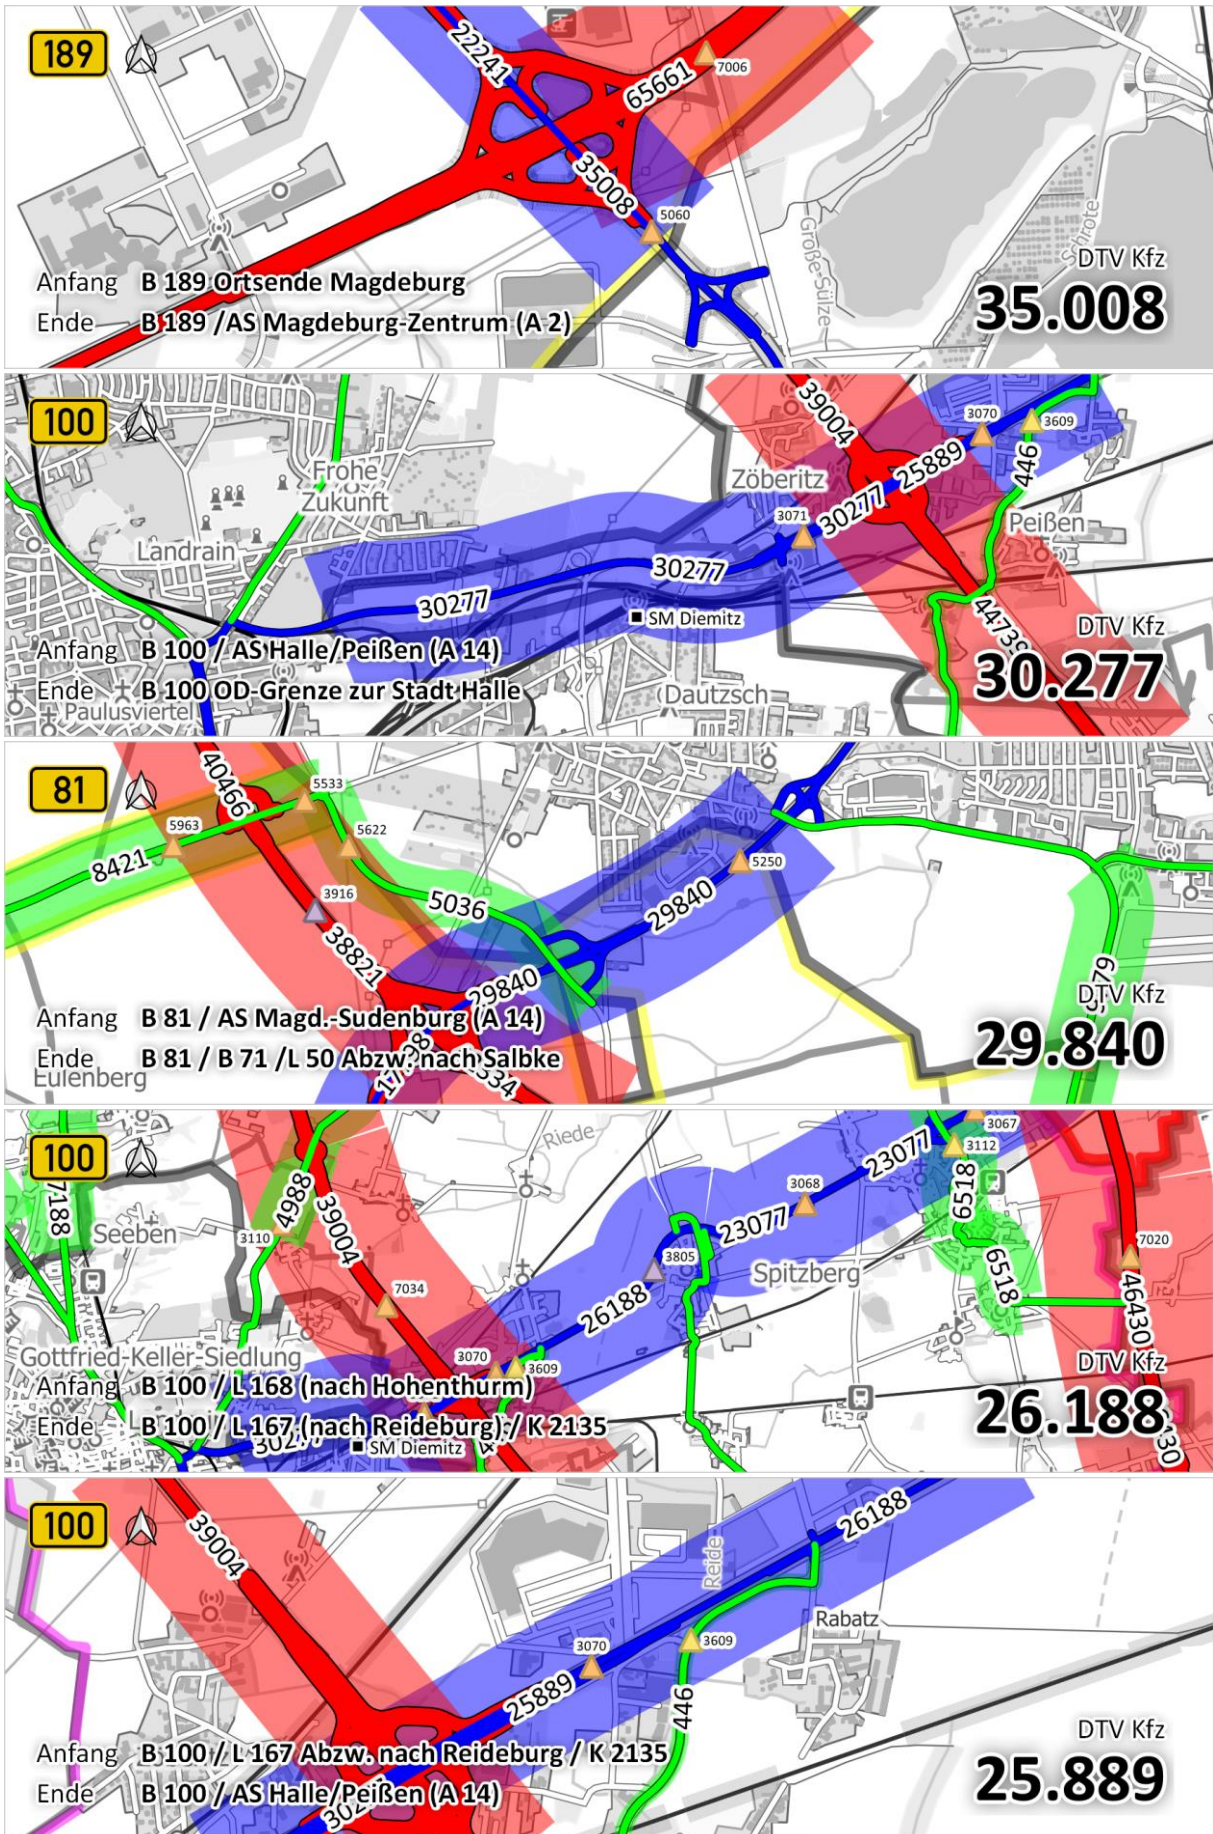 189
22241
65661
7006
35008
5060
Große-Sülze
Schrote
Anfang B 189 Ortsende Magdeburg
Ende B 189 /AS Magdeburg-Zentrum (A 2)
DTV Kfz
35.008
100
39004
3070
3609
25889
446
Frohe
Zukunft
Zöberitz
3071
30277
Peißen
Landrain
30277
30277
SM Diemitz
44739
Anfang B 100 / AS Halle/Peißen (A 14)
Ende B 100 OD-Grenze zur Stadt Halle
Paulusviertel
Dautzsch
DTV Kfz
30.277
81
40466
5533
5963
5622
8421
5250
3916
5036
29840
38821
29840
Anfang B 81 / AS Magd.-Sudenburg (A 14)
Ende B 81 / B 71 /L 50 Abzw. nach Salbke
Eulenberg
DTV Kfz
29.840
100
Riede
3067
3112
23077
7188
4988
39004
3068
6518
Seeben
3110
23077
7020
3805
Spitzberg
6518
7034
26188
46430
Gottfried-Keller-Siedlung
3070
3609
Anfang B 100 / L 168 (nach Hohenthurm)
Ende B 100 / L 167 (nach Reideburg) / K 2135
SM Diemitz
DTV Kfz
26.188
100
39004
26188
Reide
Rabatz
3070
3609
25889
446
Anfang B 100 / L 167 Abzw. nach Reideburg / K 2135
Ende B 100 / AS Halle/Peißen (A 14)
DTV Kfz
25.889